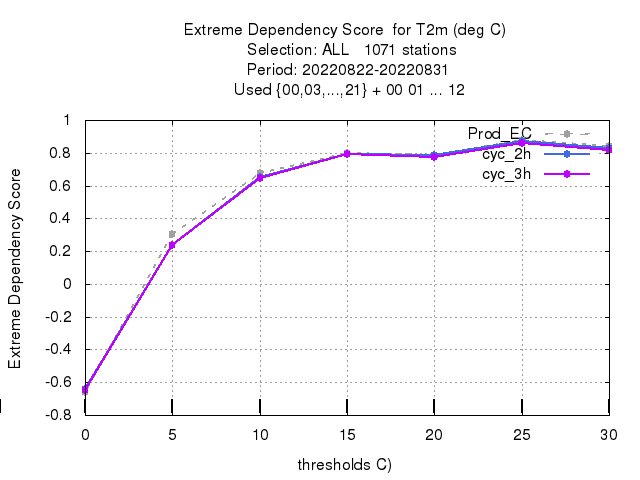 Extreme Dependency Score  for T2m (deg C)
Selection: ALL   1071 stations
Period: 20220822-20220831
Used {00,03,...,21} + 00 01 ... 12
Prod_EC
cyc_2h
cyc_3h
Extreme Dependency Score
1
0.8
0.6
0.4
0.2
0
-0.2
-0.4
-0.6
-0.8
0 5 10 15 20 25 30
thresholds C)